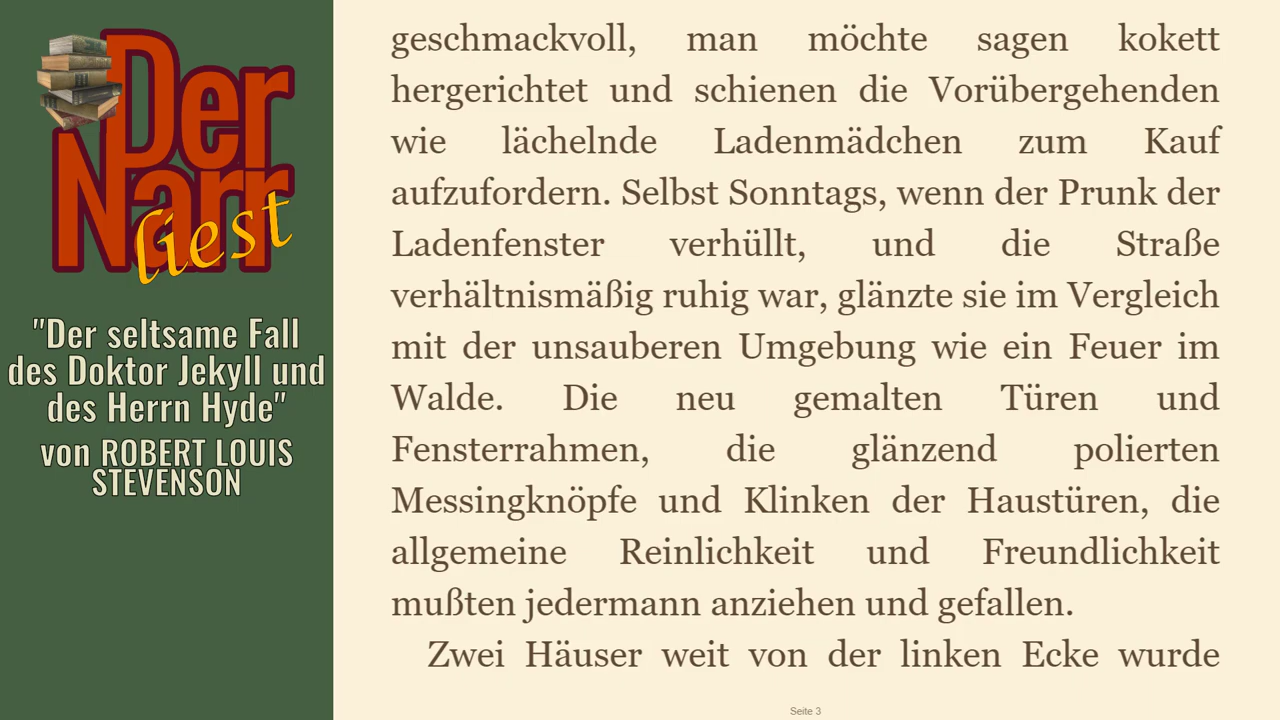 Der
Narr
liest
"Der seltsame Fall
des Doktor Jekyll und
des Herrn Hyde"
von ROBERT LOUIS
STEVENSON
geschmackvoll, man möchte sagen kokett
hergerichtet und schienen die Vorübergehenden
wie lächelnde Ladenmädchen zum Kauf
aufzufordern. Selbst Sonntags, wenn der Prunk der
Ladenfenster verhüllt, und die Straße
verhältnismäßig ruhig war, glänzte sie im Vergleich
mit der unsauberen Umgebung wie ein Feuer im
Walde. Die neu gemalten Türen und
Fensterrahmen, die glänzend polierten
Messingknöpfe und Klinken der Haustüren, die
allgemeine Reinlichkeit und Freundlichkeit
mußten jedermann anziehen und gefallen.
Zwei Häuser weit von der linken Ecke wurde
Seite 3